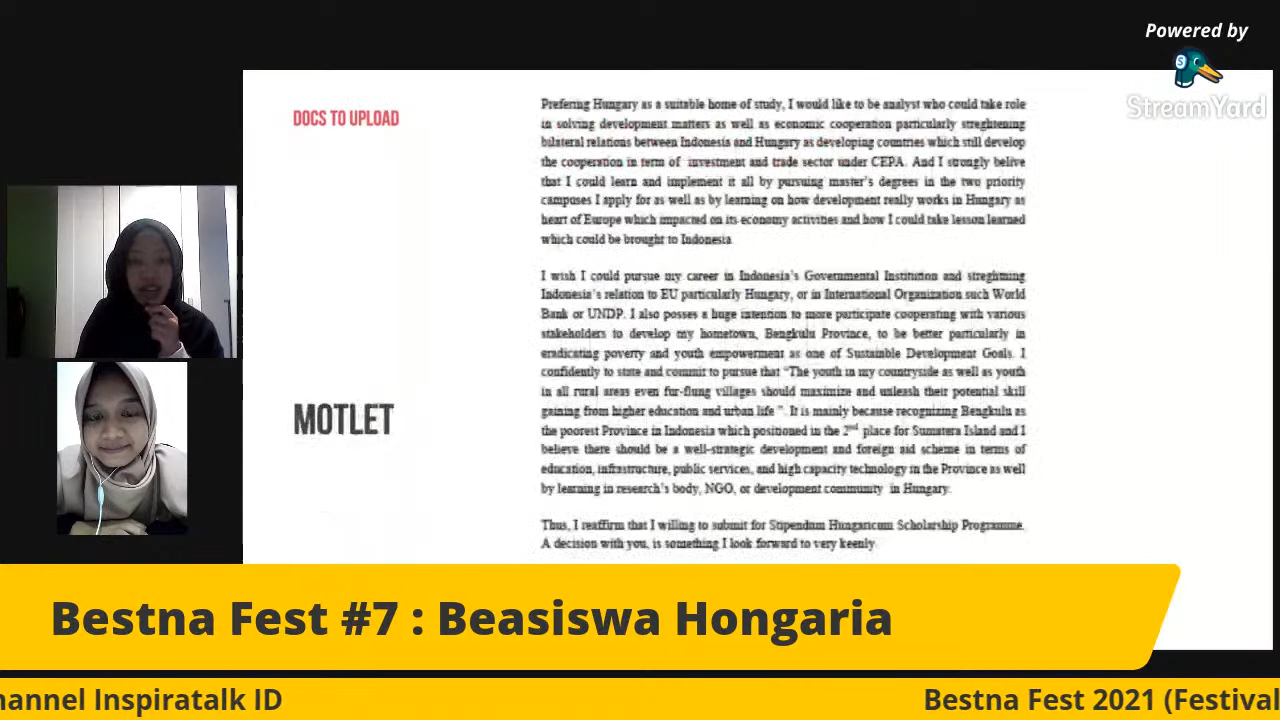 Powered by
StreamYard
DOCS TO UPLOAD
MOTLET
Prefering Hungary as a suitable home of study, I would like to be analyst who could take role
in solving development matters as well as economic cooperation particularly streghtening
bilateral relations between Indonesia and Hungary as developing countries which still develop
the cooperation in term of investment and trade sector under CEPA. And I strongly belive
that I could learn and implement it all by pursuing master's degrees in the two priority
campuses I apply for as well as by learning on how development really works in Hungary as
heart of Europe which impacted on its economy activities and how I could take lesson learned
which could be brought to Indonesia.
I wish I could pursue my career in Indonesia's Governmental Institution and streghtning
Indonesia's relation to EU particularly Hungary, or in International Organization such World
Bank or UNDP. I also posses a huge intention to more participate cooperating with various
stakeholders to develop my hometown, Bengkulu Province, to be better particularly in
eradicating poverty and youth empowerment as one of Sustainable Development Goals. I
confidently to state and commit to pursue that "The youth in my countryside as well as youth
in all rural areas even fur-flung villages should maximize and unleash their potential skill
gaining from higher education and urban life ". It is mainly because recognizing Bengkulu as
the poorest Province in Indonesia which positioned in the 2nd place for Sumatera Island and I
believe there should be a well-strategic development and foreign aid scheme in terms of
education, infrastructure, public services, and high capacity technology in the Province as well
by learning in research's body, NGO, or development community in Hungary.
Thus, I reaffirm that I willing to submit for Stipendum Hungaricum Scholarship Programme.
A decision with you, is something I look forward to very keenly
Bestna Fest #7 : Beasiswa Hongaria
hannel Inspiratalk ID
Bestna Fest 2021 (Festival